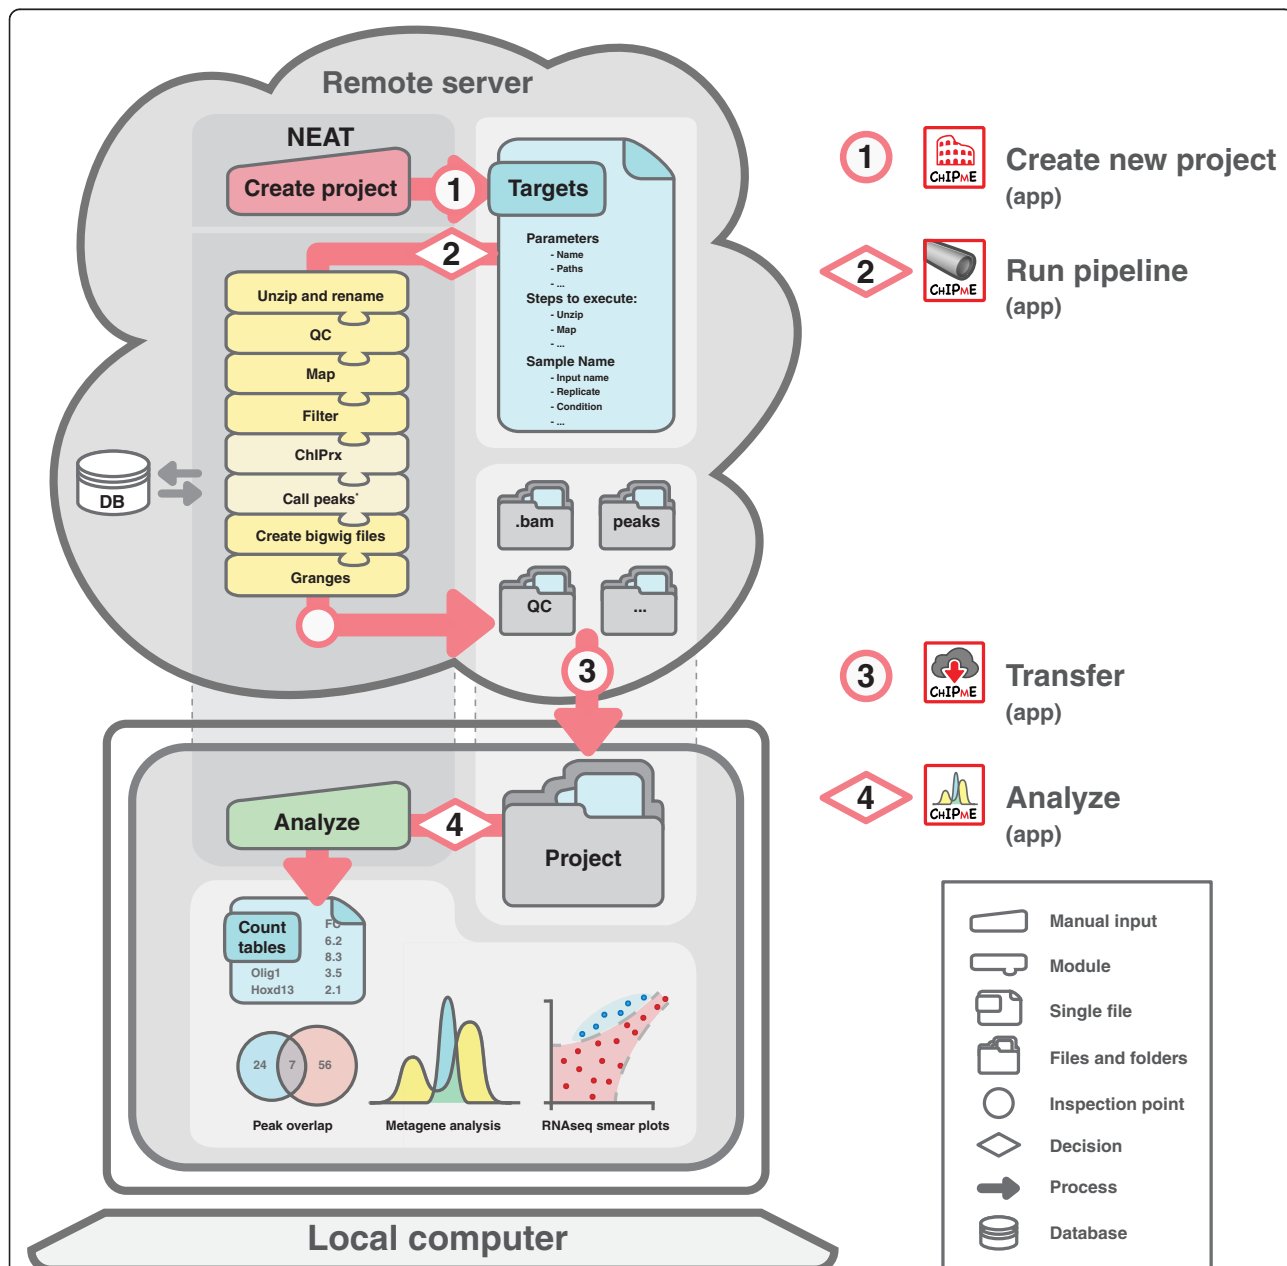 Remote server
NEAT
Create project
1
Targets
2
Parameters
- Name
- Paths
- ...
Steps to execute:
- Unzip
- Map
- ...
Sample Name
- Input name
- Replicate
- Condition
- ...
Unzip and rename
QC
Map
Filter
ChIPrx
Call peaks*
Create bigwig files
Granges
DB
.bam
peaks
QC
...
3
Analyze
4
Project
Count
tables
FC
6.2
8.3
Olig1 3.5
Hoxd13 2.1
24 7 56
Peak overlap
Metagene analysis
RNAseq smear plots
Local computer
1
CHIPmE
Create new project
(app)
2
CHIPmE
Run pipeline
(app)
3
CHIPmE
Transfer
(app)
4
CHIPmE
Analyze
(app)
Manual input
Module
Single file
Files and folders
Inspection point
Decision
Process
Database